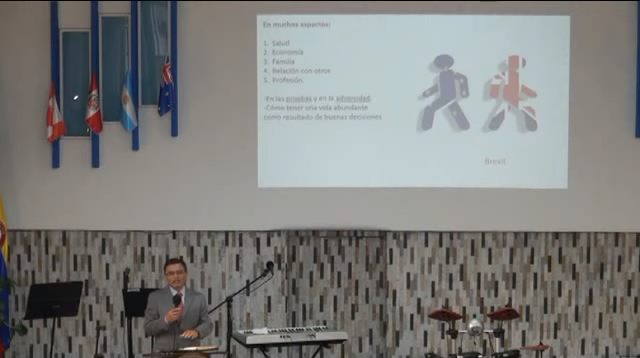 En muchos aspectos:
1. Salud
2. Economía
3. Familia
4. Relación con otros
5. Profesión.
-En las pruebas y en la adversidad.
-Cómo tener una vida abundante
como resultado de buenas decisiones
Brexit